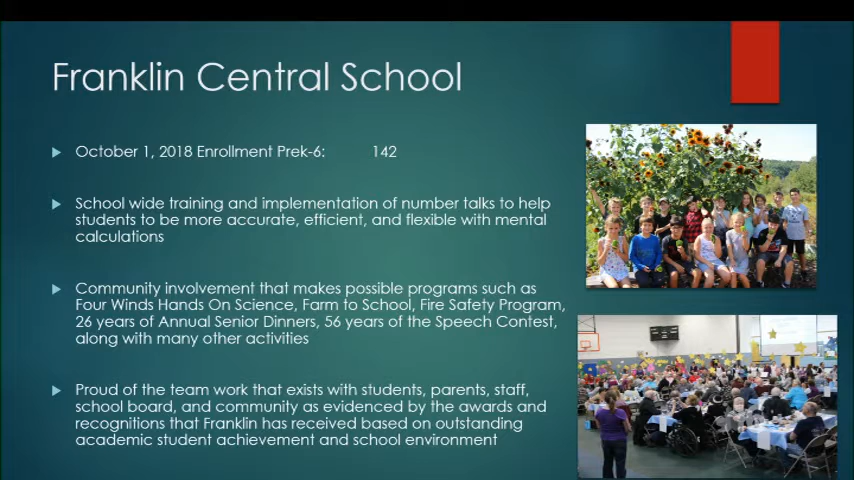 Franklin Central School
October 1, 2018 Enrollment Prek-6: 142
School wide training and implementation of number talks to help
students to be more accurate, efficient, and flexible with mental
calculations
Community involvement that makes possible programs such as
Four Winds Hands On Science, Farm to School, Fire Safety Program,
26 years of Annual Senior Dinners, 56 years of the Speech Contest,
along with many other activities
Proud of the team work that exists with students, parents, staff,
school board, and community as evidenced by the awards and
recognitions that Franklin has received based on outstanding
academic student achievement and school environment